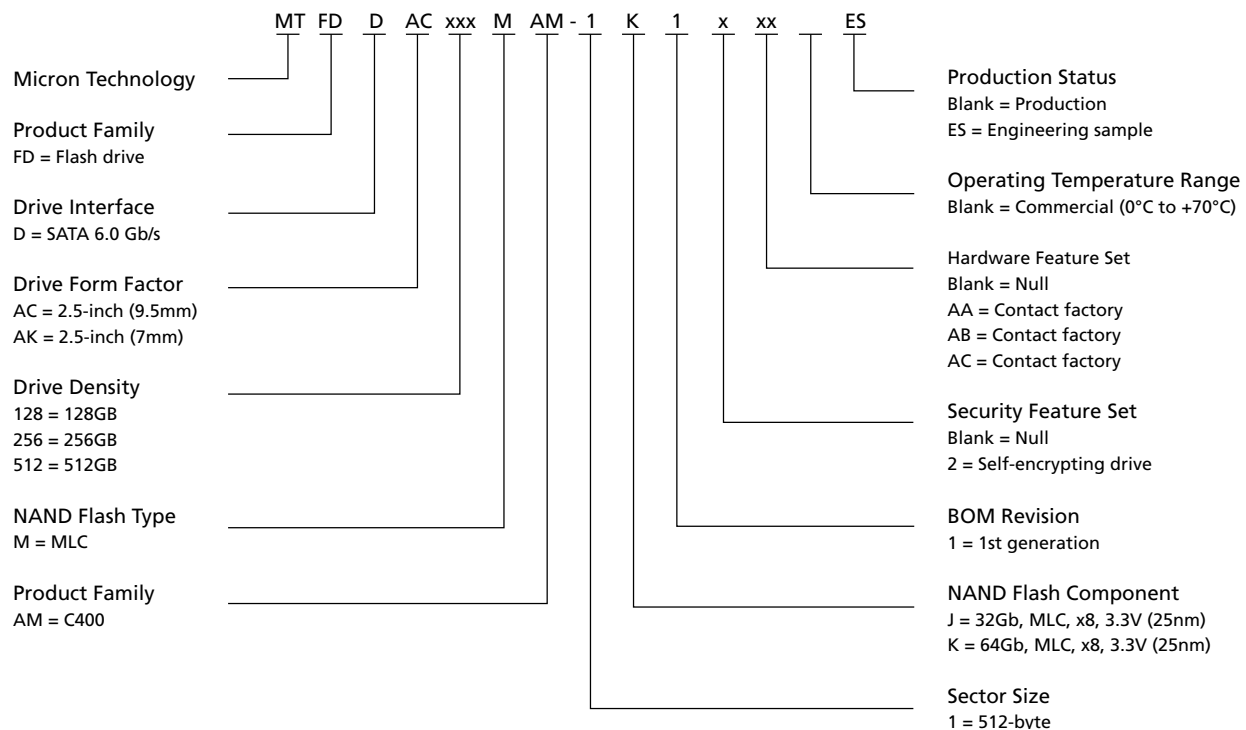 MT FD D AC xxx M AM - 1 K 1 x xx ES
Micron Technology
Product Family
FD = Flash drive
Drive Interface
D = SATA 6.0 Gb/s
Drive Form Factor
AC = 2.5-inch (9.5mm)
AK = 2.5-inch (7mm)
Drive Density
128 = 128GB
256 = 256GB
512 = 512GB
NAND Flash Type
M = MLC
Product Family
AM = C400
Production Status
Blank = Production
ES = Engineering sample
Operating Temperature Range
Blank = Commercial (0°C to +70°C)
Hardware Feature Set
Blank = Null
AA = Contact factory
AB = Contact factory
AC = Contact factory
Security Feature Set
Blank = Null
2 = Self-encrypting drive
BOM Revision
1 = 1st generation
NAND Flash Component
J = 32Gb, MLC, x8, 3.3V (25nm)
K = 64Gb, MLC, x8, 3.3V (25nm)
Sector Size
1 = 512-byte